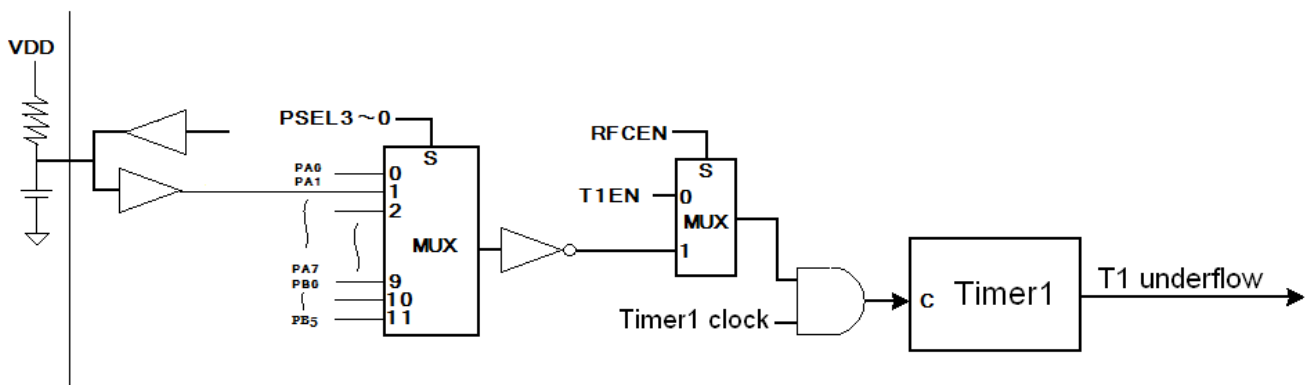 VDD
PSEL3~0
S
PA0
PA1
0
1
2
MUX
PA7
PB0
PB5
9
10
11
RFCEN
S
T1EN
0
MUX
1
Timer1 clock
C
Timer1
T1 underflow